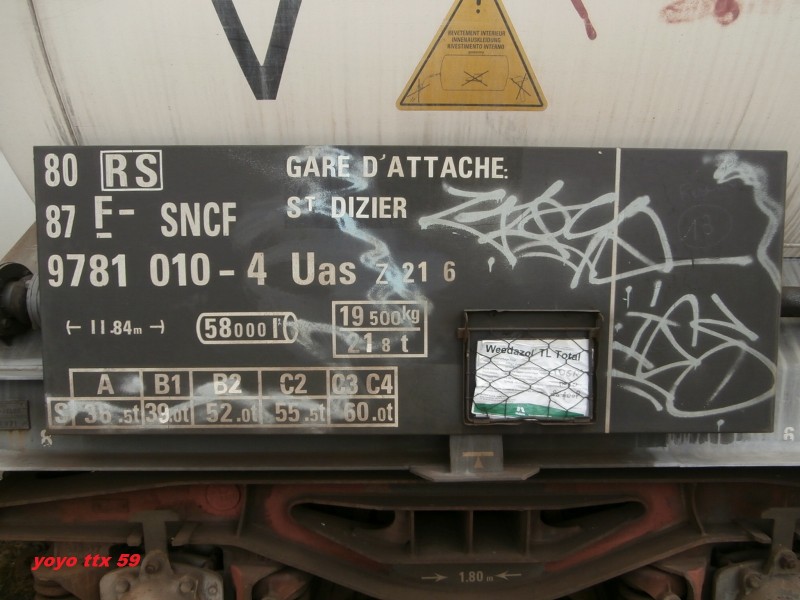 V
!
REVETEMENT INTERIEUR
INNENAUSKLEIDUNG
RIVESTIMENTO INTERNO
80 RS
87 F- SNCF
9781 010-4 Uas Z 21 6
GARE D'ATTACHE:
ST DIZIER
←11.84m→
58000 l
19 500kg
21 8 t
A B1 B2 C2 C3 C4
S 36.5t 39.0t 52.0t 55.5t 60.0t
Weedazol TL Total
13
1.80 m
yoyo ttx 59